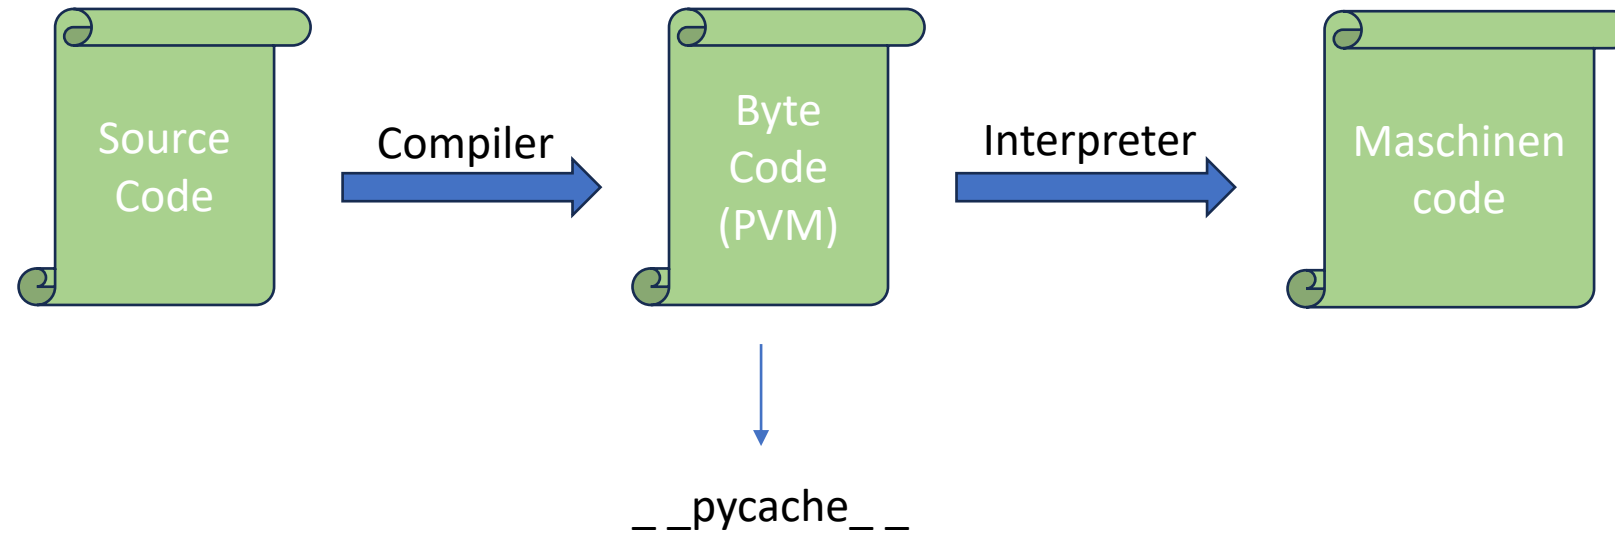 Source
Code
Compiler
Byte
Code
(PVM)
Interpreter
Maschinen
code
_ _pycache_ _